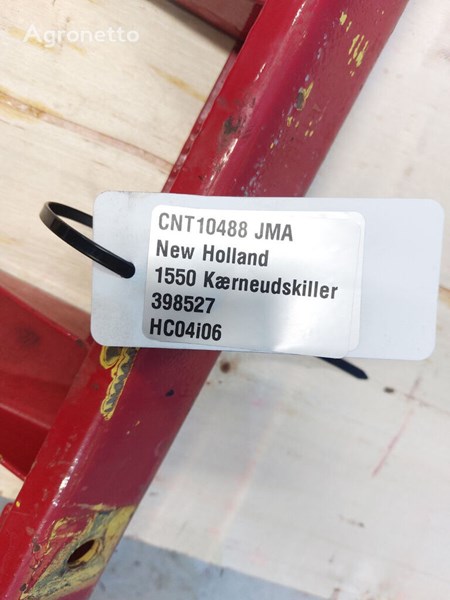 Agronetto
CNT10488 JMA
New Holland
1550 Kærneudskiller
398527
HC04i06